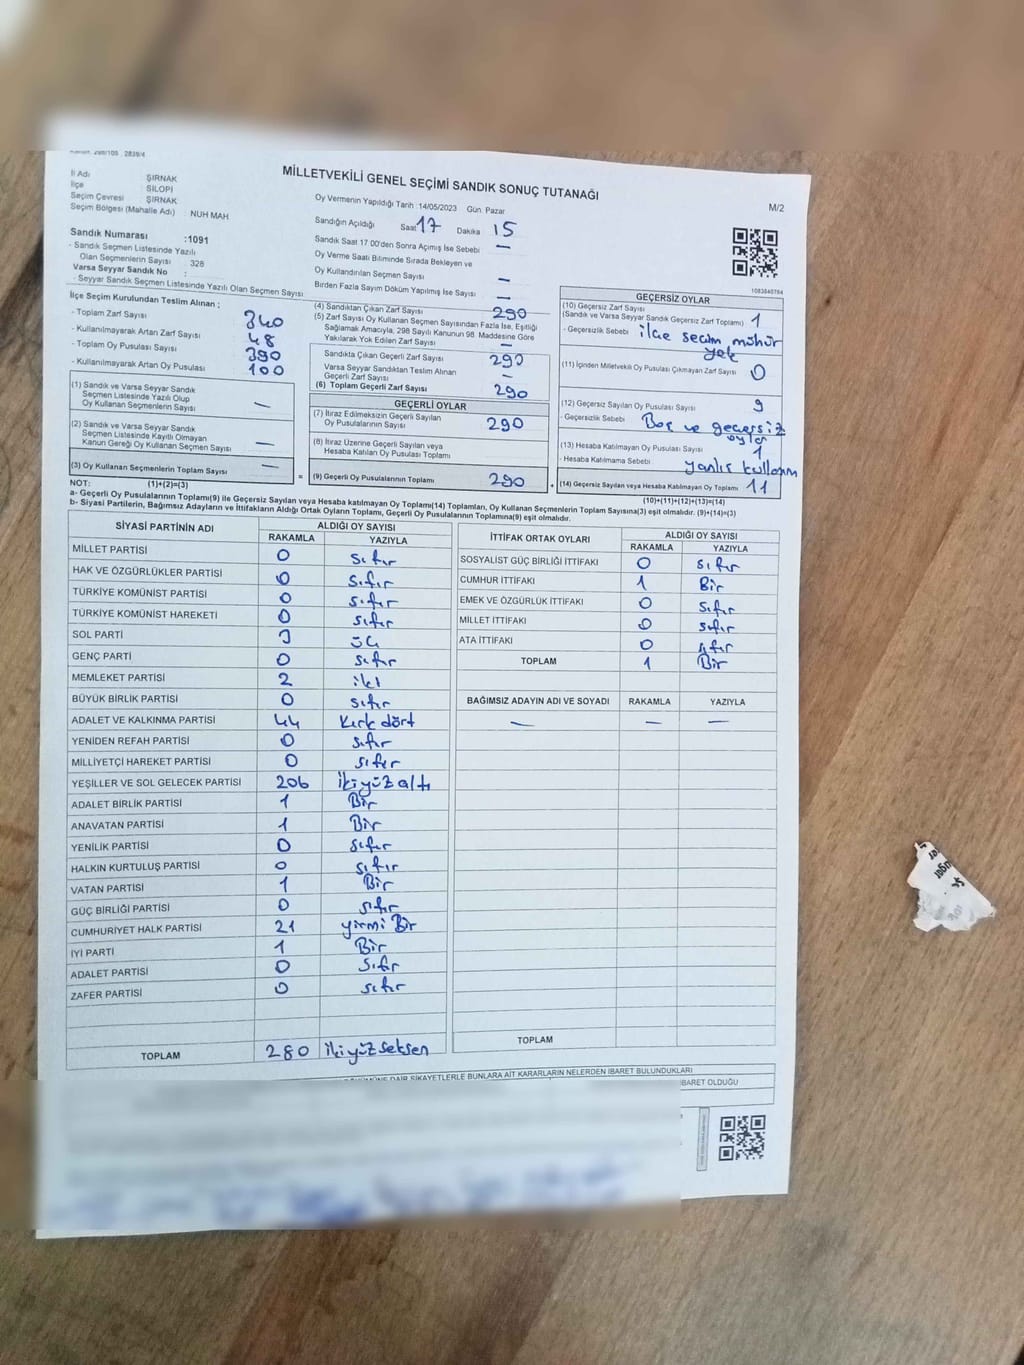 MİLLETVEKİLİ GENEL SEÇİMİ SANDIK SONUÇ TUTANAĞI
M/2
İl Adı ŞIRNAK
İlçe SİLOPİ
Seçim Çevresi ŞIRNAK
Seçim Bölgesi (Mahalle Adı) : NUH MAH
Sandık Numarası :1091
- Sandık Seçmen Listesinde Yazılı
Olan Seçmenlerin Sayısı : 328
Varsa Seyyar Sandık No :
- Seyyar Sandık Seçmen Listesinde Yazılı Olan Seçmen Sayısı
Oy Vermenin Yapıldığı Tarih :14/05/2023 Gün Pazar
Sandığın Açıldığı Saat 17 Dakika 15
Sandık Saat 17 00'den Sonra Açımış İse Sebebi —
Oy Verme Saati Bitiminde Sırada Bekleyen ve
Oy Kullandırılan Seçmen Sayısı —
Birden Fazla Sayım Döküm Yapılmış İse Sayısı —
1083840784
İlçe Seçim Kurulundan Teslim Alınan ;
- Toplam Zarf Sayısı 340
- Kullanılmayarak Artan Zarf Sayısı 48
- Toplam Oy Pusulası Sayısı 390
- Kullanılmayarak Artan Oy Pusulası 100
(1) Sandık ve Varsa Seyyar Sandık
Seçmen Listesinde Yazılı Olup
Oy Kullanan Seçmenlerin Sayısı —
(2) Sandık ve Varsa Seyyar Sandık
Seçmen Listesinde Kayıtlı Olmayan
Kanun Gereği Oy Kullanan Seçmen Sayısı —
(3) Oy Kullanan Seçmenlerin Toplam Sayısı —
(4) Sandıktan Çıkan Zarf Sayısı 290
(5) Zarf Sayısı Oy Kullanan Seçmen Sayısından Fazla İse, Eşitliği
Sağlamak Amacıyla, 298 Sayılı Kanunun 98. Maddesine Göre
Yakılarak Yok Edilen Zarf Sayısı —
Sandıkta Çıkan Geçerli Zarf Sayısı 290
Varsa Seyyar Sandıktan Teslim Alınan
Geçerli Zarf Sayısı —
(6) Toplam Geçerli Zarf Sayısı 290
GEÇERLİ OYLAR
(7) İtiraz Edilmeksizin Geçerli Sayılan
Oy Pusulalarının Sayısı 290
(8) İtiraz Üzerine Geçerli Sayılan veya
Hesaba Katılan Oy Pusulası Toplamı
= (9) Geçerli Oy Pusulalarının Toplamı 290
GEÇERSİZ OYLAR
(10) Geçersiz Zarf Sayısı
(Sandık ve Varsa Seyyar Sandık Geçersiz Zarf Toplamı) 1
- Geçersizlik Sebebi ilçe seçim mühür
yok
(11) İçinden Milletvekili Oy Pusulası Çıkmayan Zarf Sayısı 0
(12) Geçersiz Sayılan Oy Pusulası Sayısı 9
- Geçersizlik Sebebi Boş ve geçersiz
oylar
(13) Hesaba Katılmayan Oy Pusulası Sayısı 1
- Hesaba Katılmama Sebebi yanlış kullanım
+ (14) Geçersiz Sayılan veya Hesaba Katılmayan Oy Toplamı 11
NOT: (1)+(2)=(3) (10)+(11)+(12)+(13)=(14)
a- Geçerli Oy Pusulalarının Toplamı(9) ile Geçersiz Sayılan veya Hesaba katılmayan Oy Toplamı(14) Toplamları, Oy Kullanan Seçmenlerin Toplam Sayısına(3) eşit olmalıdır. (9)+(14)=(3)
b- Siyasi Partilerin, Bağımsız Adayların ve İttifakların Aldığı Ortak Oyların Toplamı, Geçerli Oy Pusulalarının Toplamına(9) eşit olmalıdır.
SİYASİ PARTİNİN ADI ALDIĞI OY SAYISI
RAKAMLA YAZIYLA
MİLLET PARTİSİ 0 sıfır
HAK VE ÖZGÜRLÜKLER PARTİSİ 0 sıfır
TÜRKİYE KOMÜNİST PARTİSİ 0 sıfır
TÜRKİYE KOMÜNİST HAREKETİ 0 sıfır
SOL PARTİ 3 üç
GENÇ PARTİ 0 sıfır
MEMLEKET PARTİSİ 2 iki
BÜYÜK BİRLİK PARTİSİ 0 sıfır
ADALET VE KALKINMA PARTİSİ 44 kırk dört
YENİDEN REFAH PARTİSİ 0 sıfır
MİLLİYETÇİ HAREKET PARTİSİ 0 sıfır
YEŞİLLER VE SOL GELECEK PARTİSİ 206 ikiyüz altı
ADALET BİRLİK PARTİSİ 1 Bir
ANAVATAN PARTİSİ 1 Bir
YENİLİK PARTİSİ 0 sıfır
HALKIN KURTULUŞ PARTİSİ 0 sıfır
VATAN PARTİSİ 1 Bir
GÜÇ BİRLİĞİ PARTİSİ 0 sıfır
CUMHURİYET HALK PARTİSİ 21 yirmi Bir
İYİ PARTİ 1 Bir
ADALET PARTİSİ 0 sıfır
ZAFER PARTİSİ 0 sıfır
TOPLAM 280 ikiyüz seksen
İTTİFAK ORTAK OYLARI ALDIĞI OY SAYISI
RAKAMLA YAZIYLA
SOSYALİST GÜÇ BİRLİĞİ İTTİFAKI 0 sıfır
CUMHUR İTTİFAKI 1 Bir
EMEK VE ÖZGÜRLÜK İTTİFAKI 0 sıfır
MİLLET İTTİFAKI 0 sıfır
ATA İTTİFAKI 0 sıfır
TOPLAM 1 Bir
BAĞIMSIZ ADAYIN ADI VE SOYADI RAKAMLA YAZIYLA
— — —
TOPLAM
DAİR ŞİKAYETLERLE BUNLARA AİT KARARLARIN NELERDEN İBARET BULUNDUKLARI
İBARET OLDUĞU